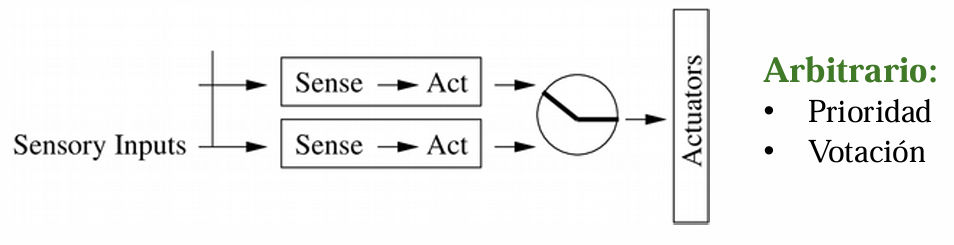 Sense → Act
Sensory Inputs
Sense → Act
Actuators
Arbitrario:
• Prioridad
• Votación